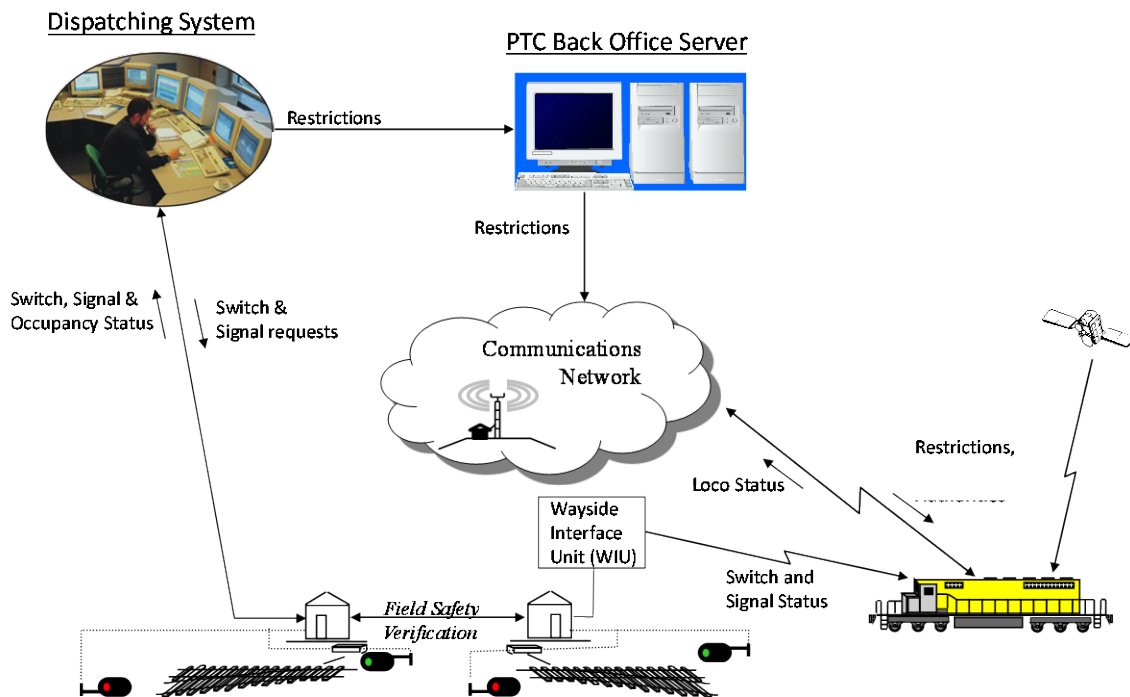 Dispatching System
PTC Back Office Server
Restrictions
Restrictions
Switch, Signal &
Occupancy Status
Switch &
Signal requests
Communications
Network
Restrictions,
Loco Status
Wayside
Interface
Unit (WIU)
Switch and
Signal Status
Field Safety
Verification